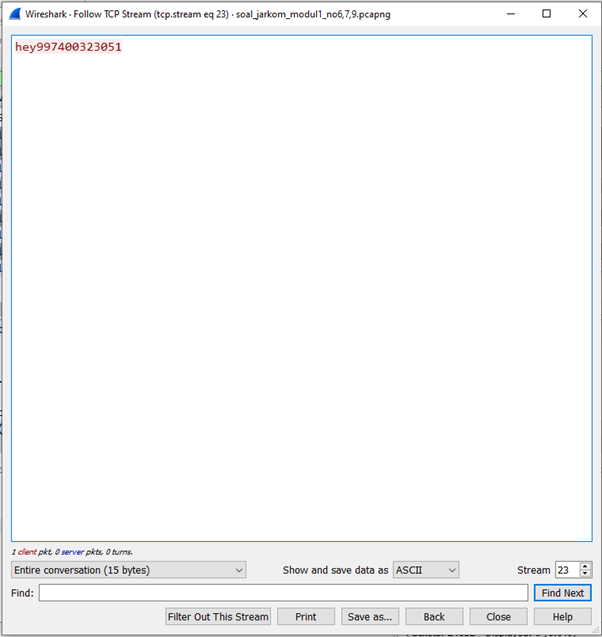 Wireshark · Follow TCP Stream (tcp.stream eq 23) · soal_jarkom_modul1_no6,7,9.pcapng
hey997400323051
1 client pkt, 0 server pkts, 0 turns.
Entire conversation (15 bytes) Show and save data as ASCII Stream 23
Find: Find Next
Filter Out This Stream Print Save as... Back Close Help